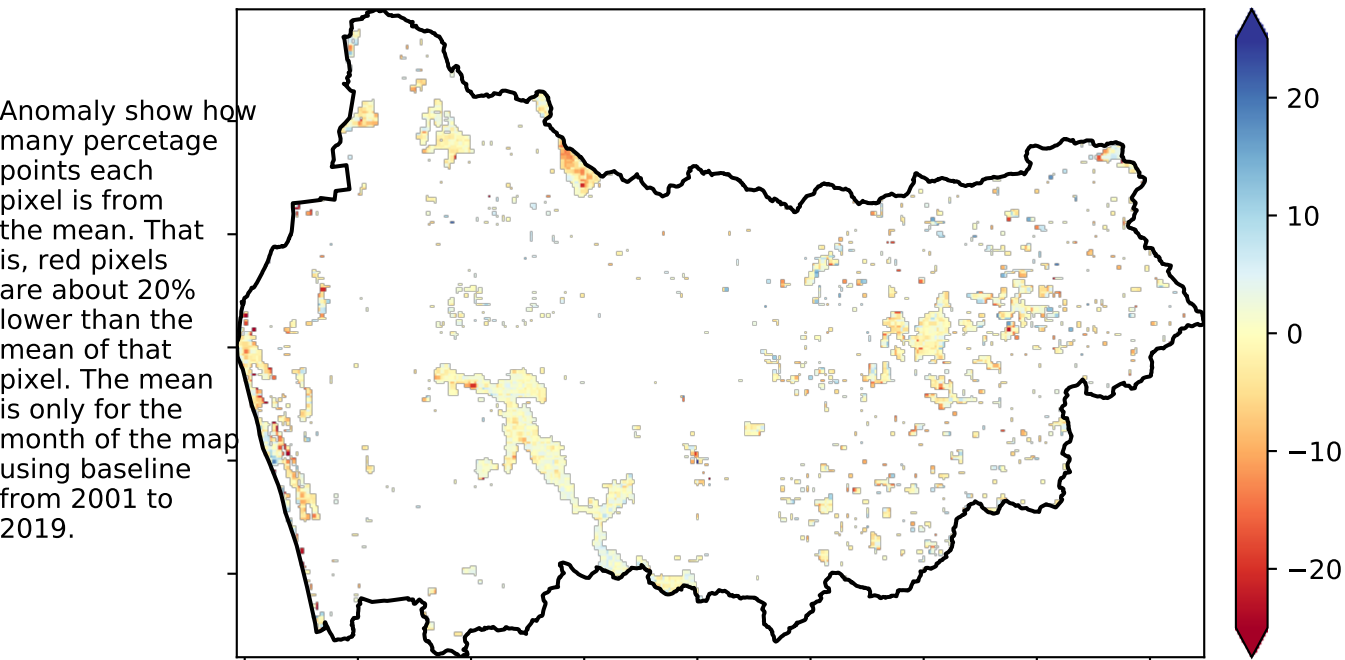 Anomaly show how
many percetage
points each
pixel is from
the mean. That
is, red pixels
are about 20%
lower than the
mean of that
pixel. The mean
is only for the
month of the map
using baseline
from 2001 to
2019.
20
10
0
−10
−20